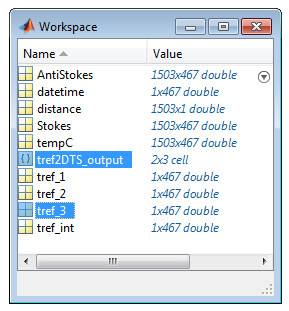 Workspace
Name Value
AntiStokes 1503x467 double
datetime 1x467 double
distance 1503x1 double
Stokes 1503x467 double
tempC 1503x467 double
tref2DTS_output 2x3 cell
tref_1 1x467 double
tref_2 1x467 double
tref_3 1x467 double
tref_int 1x467 double